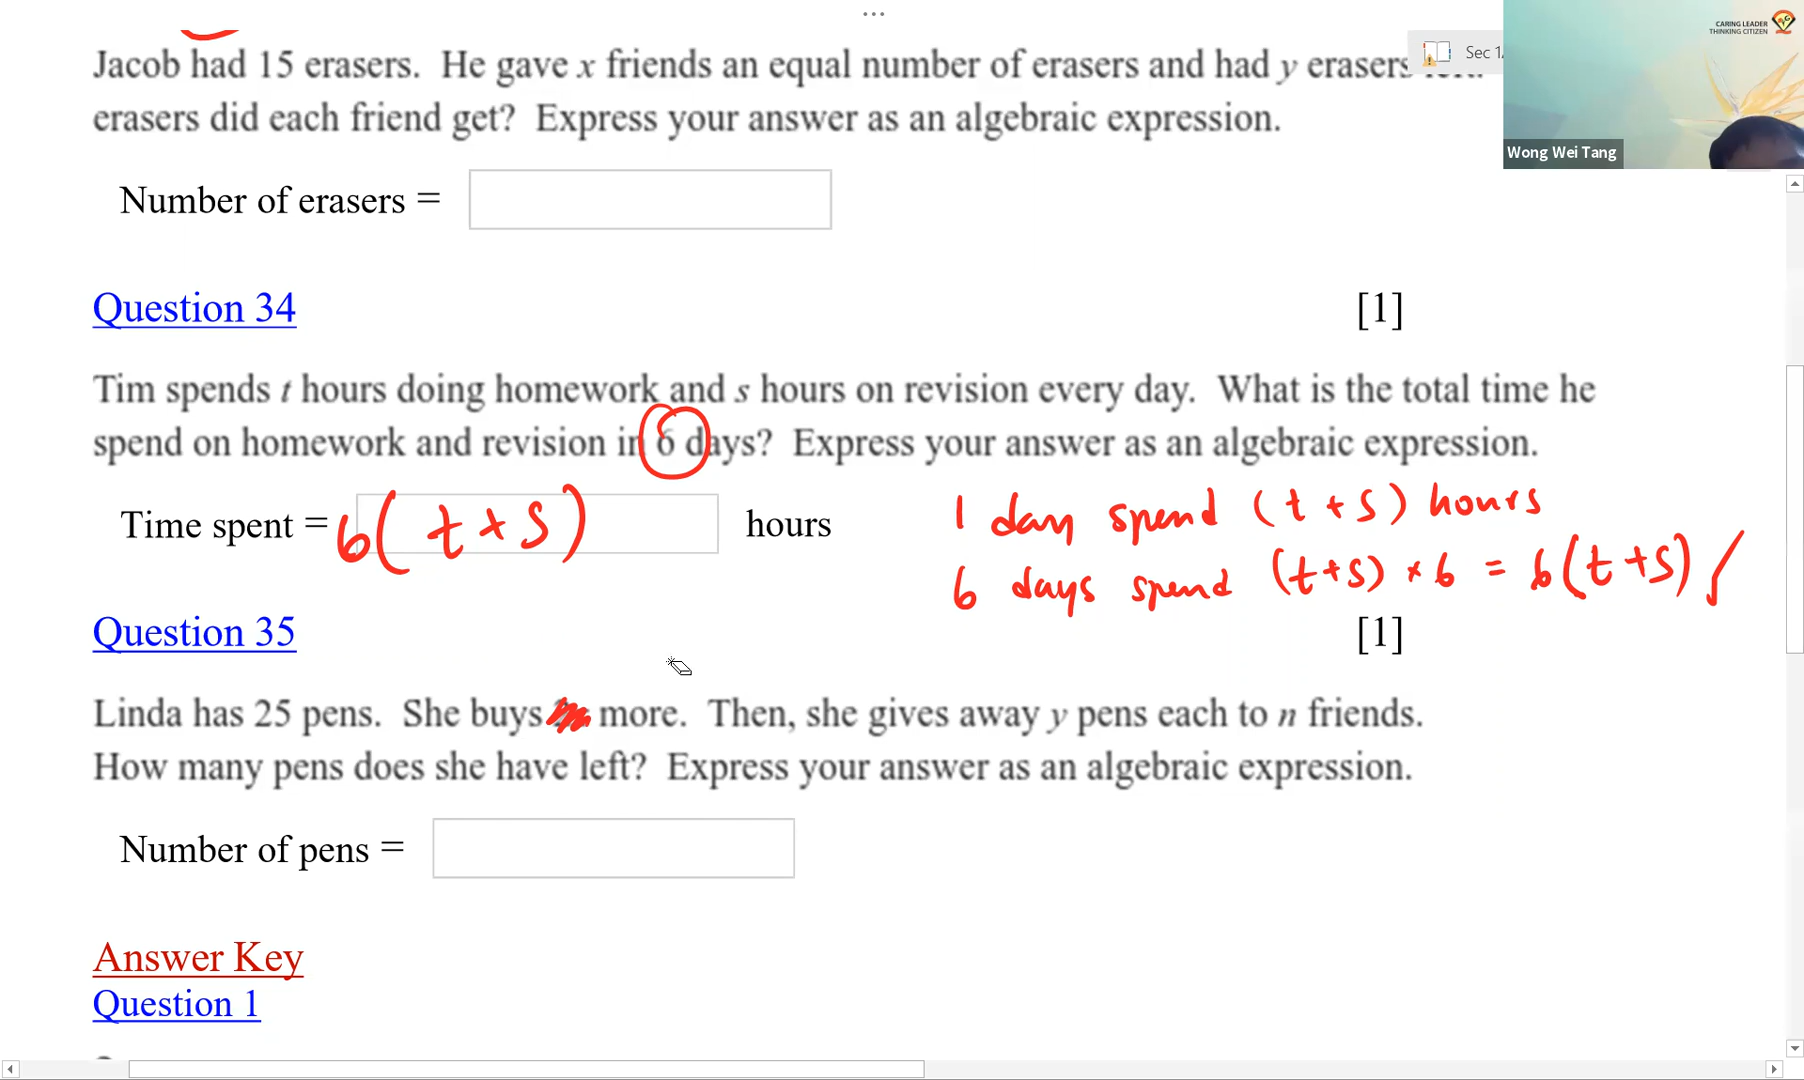 ...
CARING LEADER
THINKING CITIZEN
Sec 1
Wong Wei Tang
Jacob had 15 erasers. He gave x friends an equal number of erasers and had y erasers
erasers did each friend get? Express your answer as an algebraic expression.
Number of erasers =
Question 34 [1]
Tim spends t hours doing homework and s hours on revision every day. What is the total time he
spend on homework and revision in 6 days? Express your answer as an algebraic expression.
Time spent = 6(t+s) hours
1 day spend (t+s) hours
6 days spend (t+s) × 6 = 6(t+s)
Question 35 [1]
Linda has 25 pens. She buys more. Then, she gives away y pens each to n friends.
How many pens does she have left? Express your answer as an algebraic expression.
Number of pens =
Answer Key
Question 1